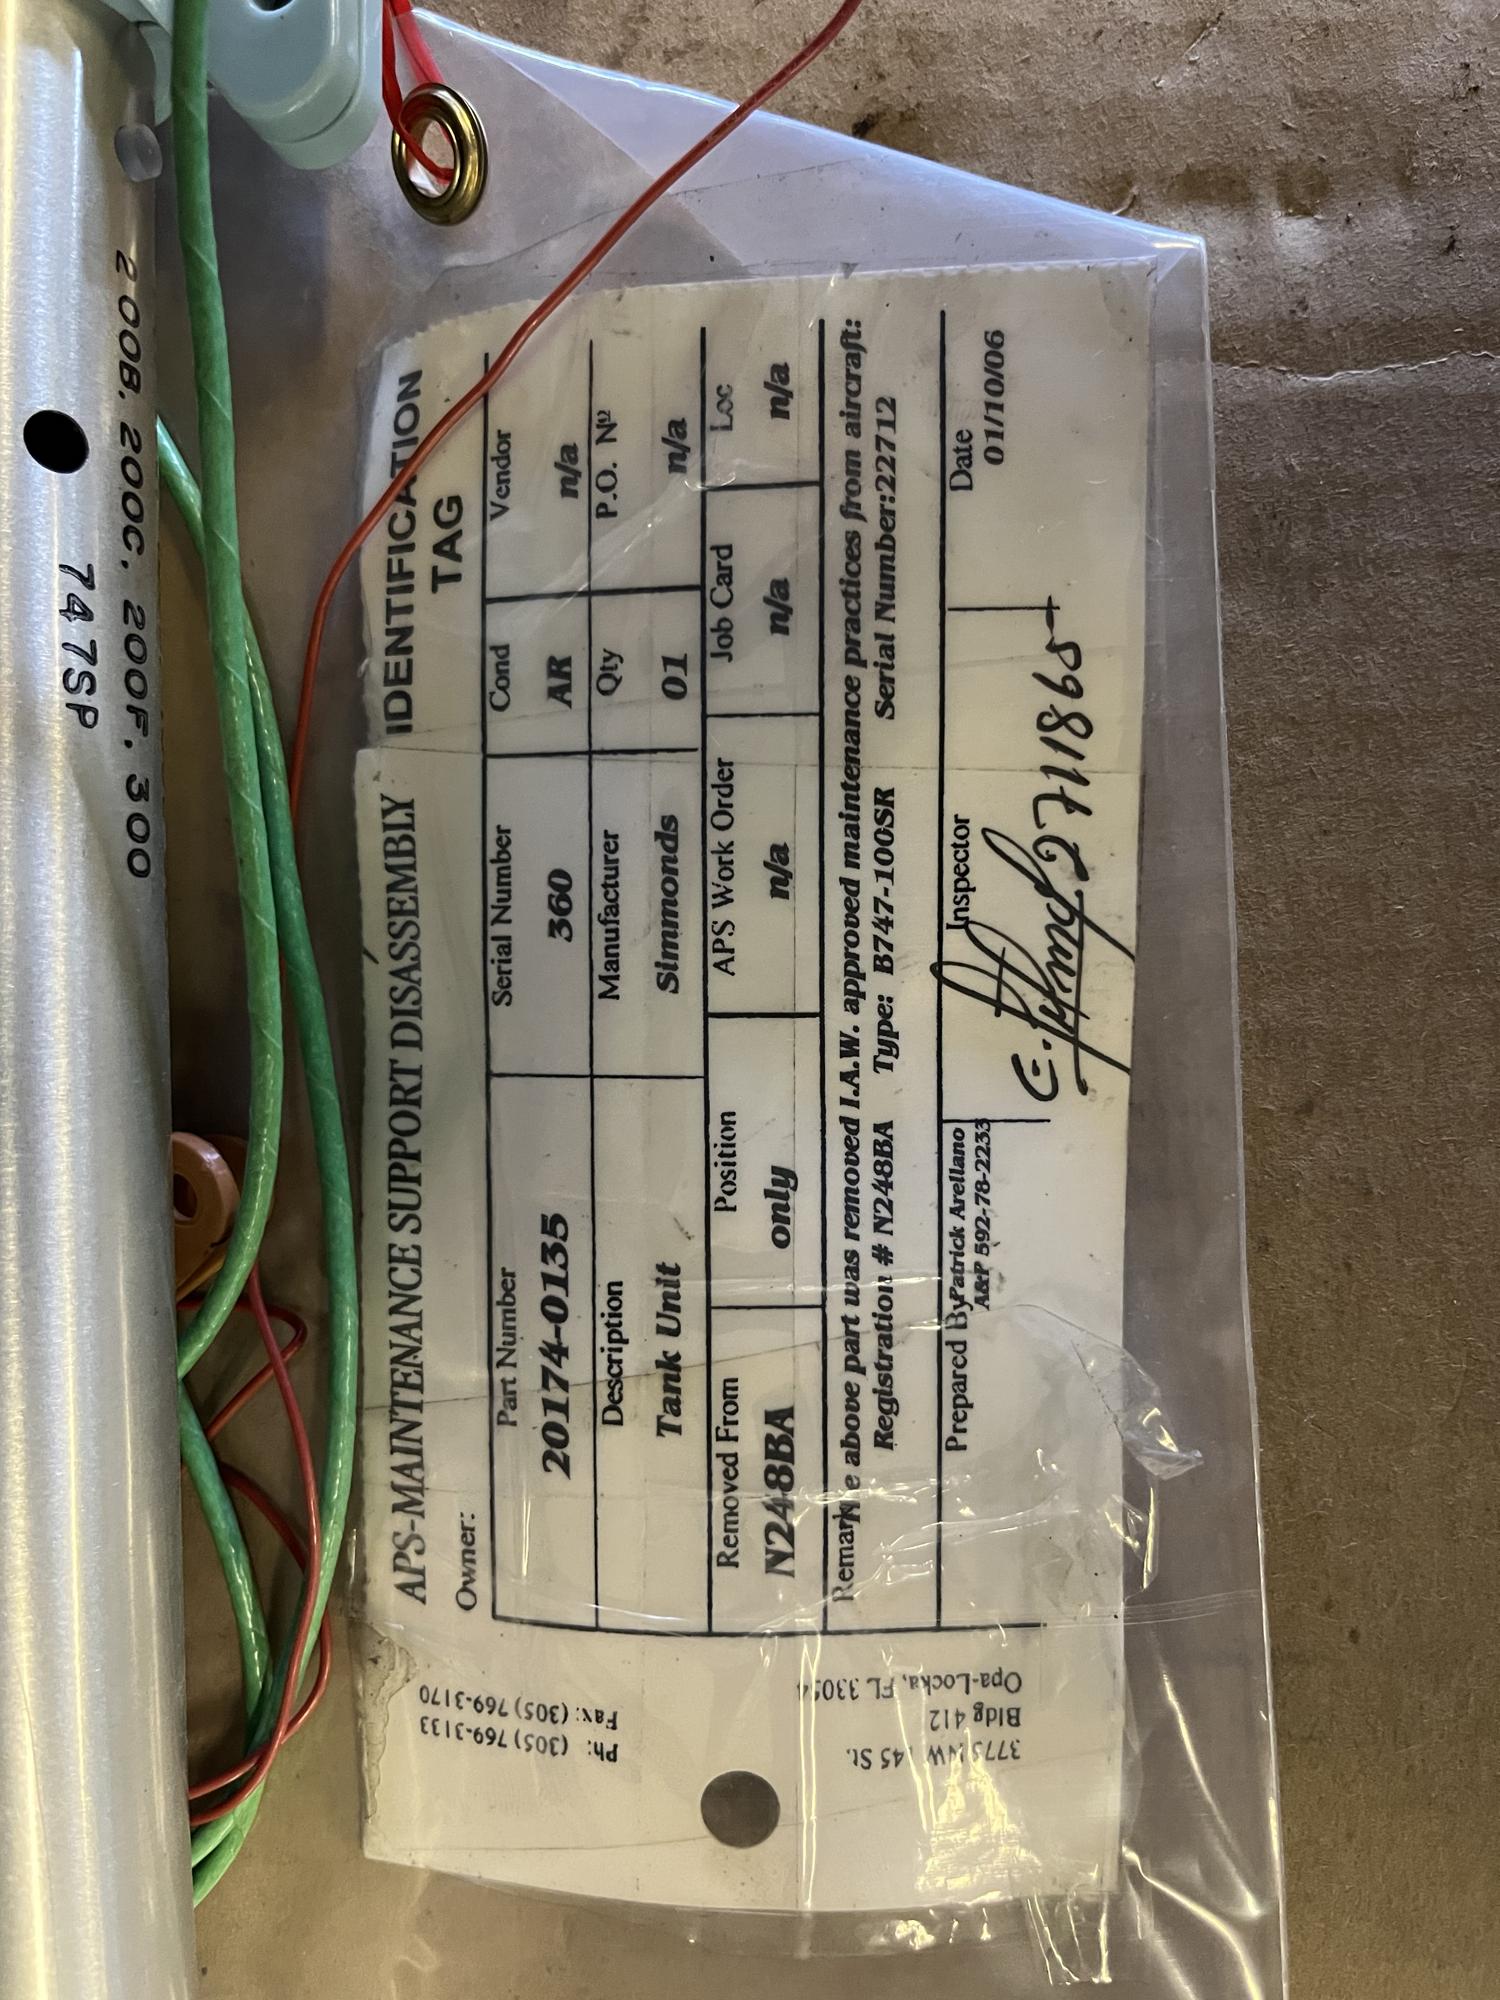 200B. 200C. 200F. 300
747SP
APS-MAINTENANCE SUPPORT DISASSEMBLY
IDENTIFICATION
TAG
Owner:
Part Number Serial Number Cond Vendor
20174-0135 360 AR n/a
Description Manufacturer Qty P.O. Nº
Tank Unit Simmonds 01 n/a
Removed From Position APS Work Order Job Card Loc
N248BA only n/a n/a n/a
Remark e above part was removed I.A.W. approved maintenance practices from aircraft:
Registration # N248BA Type: B747-100SR Serial Number:22712
Prepared By Patrick Arellano Inspector Date
A&P 592-78-2233 01/10/06
2711865
Ph: (305) 769-3133
Fax: (305) 769-3170
3775 NW 145 St.
Bldg 412
Opa-Locka, FL 33054